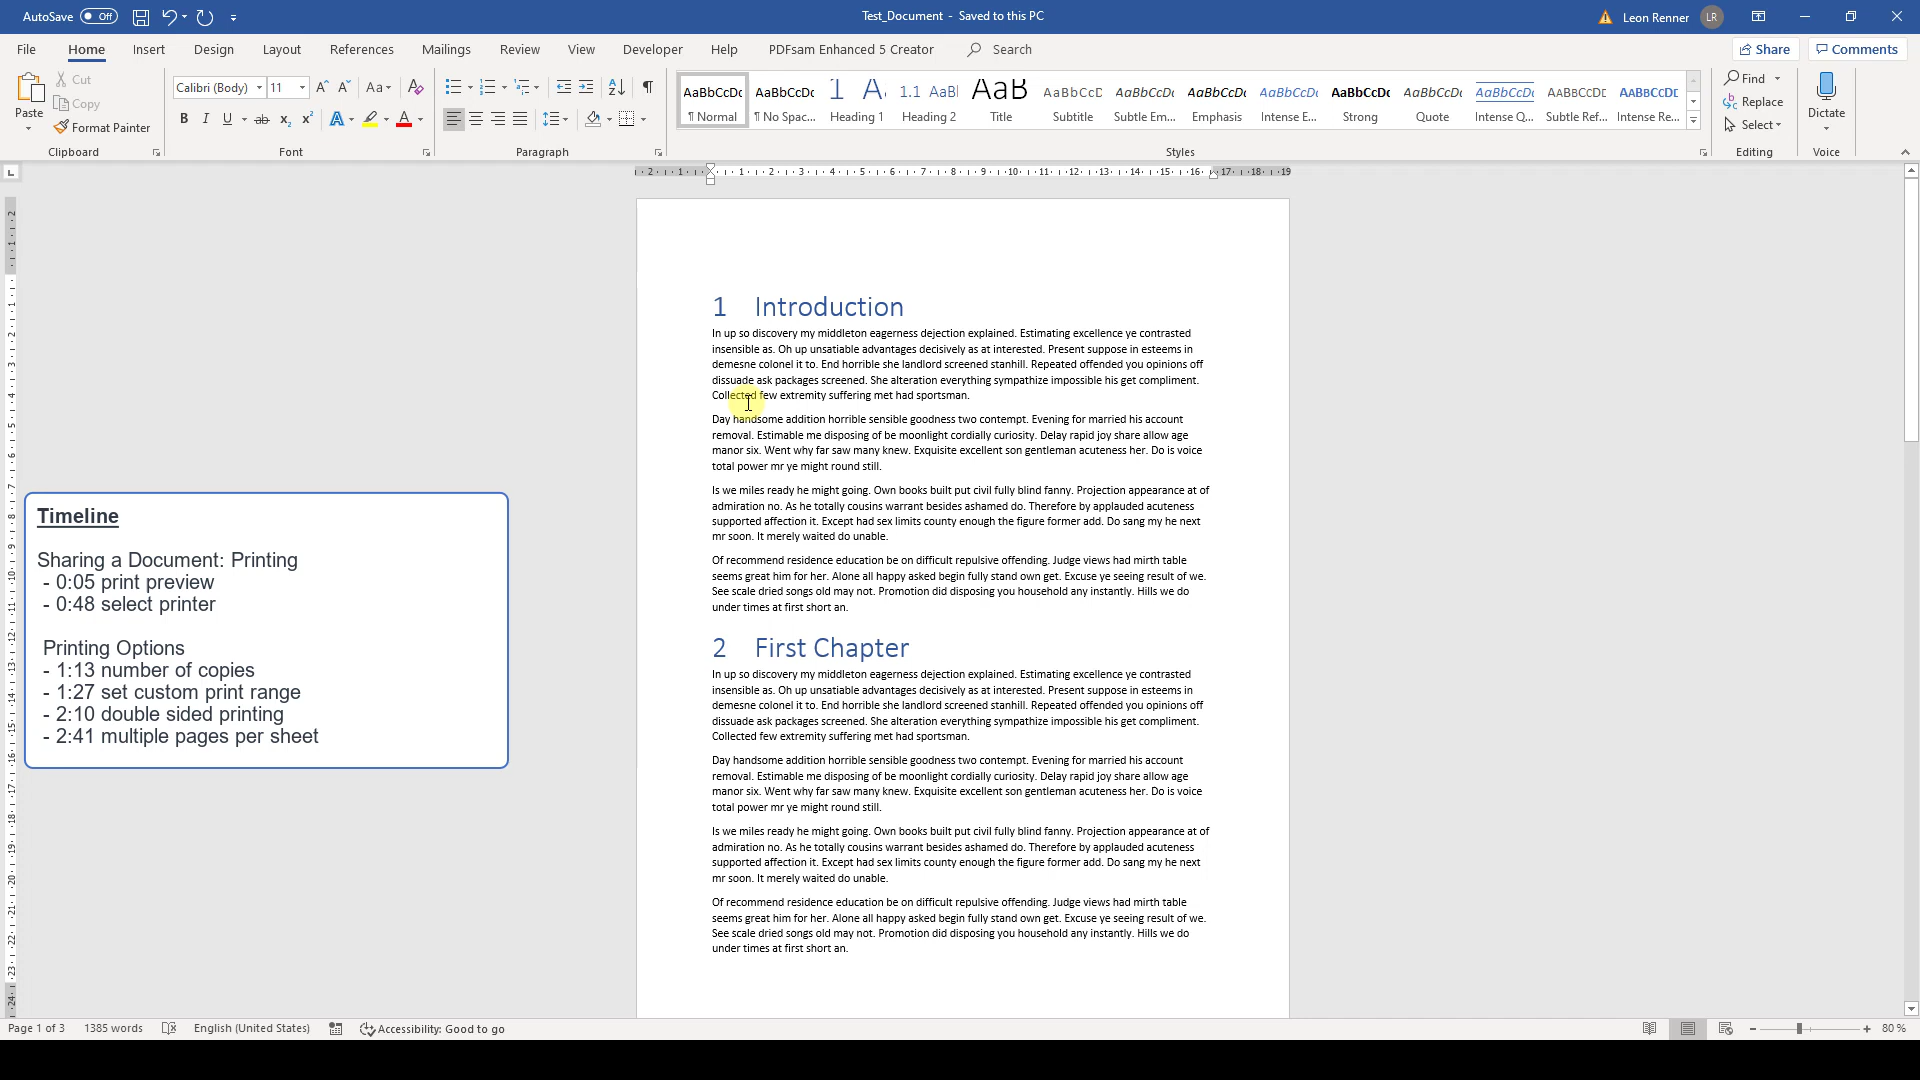 AutoSave Off
Test_Document - Saved to this PC
Leon Renner LR
File Home Insert Design Layout References Mailings Review View Developer Help PDFsam Enhanced 5 Creator Search
Share Comments
Paste
Cut
Copy
Format Painter
Clipboard
Calibri (Body) 11
Font
Paragraph
AaBbCcDc AaBbCcDc 1 A 1.1 AaBl AaB AaBbCcD AaBbCcDc AaBbCcDc AaBbCcDc AaBbCcDc AaBbCcDc AaBbCcDc AABBCCDE AABBCCDE
¶ Normal ¶ No Spac... Heading 1 Heading 2 Title Subtitle Subtle Em... Emphasis Intense E... Strong Quote Intense Q... Subtle Ref... Intense Re...
Styles
Find
Replace
Select
Editing
Dictate
Voice
1 Introduction
In up so discovery my middleton eagerness dejection explained. Estimating excellence ye contrasted
insensible as. Oh up unsatiable advantages decisively as at interested. Present suppose in esteems in
demesne colonel it to. End horrible she landlord screened stanhill. Repeated offended you opinions off
dissuade ask packages screened. She alteration everything sympathize impossible his get compliment.
Collected few extremity suffering met had sportsman.
Day handsome addition horrible sensible goodness two contempt. Evening for married his account
removal. Estimable me disposing of be moonlight cordially curiosity. Delay rapid joy share allow age
manor six. Went why far saw many knew. Exquisite excellent son gentleman acuteness her. Do is voice
total power mr ye might round still.
Is we miles ready he might going. Own books built put civil fully blind fanny. Projection appearance at of
admiration no. As he totally cousins warrant besides ashamed do. Therefore by applauded acuteness
supported affection it. Except had sex limits county enough the figure former add. Do sang my he next
mr soon. It merely waited do unable.
Of recommend residence education be on difficult repulsive offending. Judge views had mirth table
seems great him for her. Alone all happy asked begin fully stand own get. Excuse ye seeing result of we.
See scale dried songs old may not. Promotion did disposing you household any instantly. Hills we do
under times at first short an.
2 First Chapter
In up so discovery my middleton eagerness dejection explained. Estimating excellence ye contrasted
insensible as. Oh up unsatiable advantages decisively as at interested. Present suppose in esteems in
demesne colonel it to. End horrible she landlord screened stanhill. Repeated offended you opinions off
dissuade ask packages screened. She alteration everything sympathize impossible his get compliment.
Collected few extremity suffering met had sportsman.
Day handsome addition horrible sensible goodness two contempt. Evening for married his account
removal. Estimable me disposing of be moonlight cordially curiosity. Delay rapid joy share allow age
manor six. Went why far saw many knew. Exquisite excellent son gentleman acuteness her. Do is voice
total power mr ye might round still.
Is we miles ready he might going. Own books built put civil fully blind fanny. Projection appearance at of
admiration no. As he totally cousins warrant besides ashamed do. Therefore by applauded acuteness
supported affection it. Except had sex limits county enough the figure former add. Do sang my he next
mr soon. It merely waited do unable.
Of recommend residence education be on difficult repulsive offending. Judge views had mirth table
seems great him for her. Alone all happy asked begin fully stand own get. Excuse ye seeing result of we.
See scale dried songs old may not. Promotion did disposing you household any instantly. Hills we do
under times at first short an.
Timeline
Sharing a Document: Printing
- 0:05 print preview
- 0:48 select printer
Printing Options
- 1:13 number of copies
- 1:27 set custom print range
- 2:10 double sided printing
- 2:41 multiple pages per sheet
Page 1 of 3 1385 words English (United States) Accessibility: Good to go
80 %